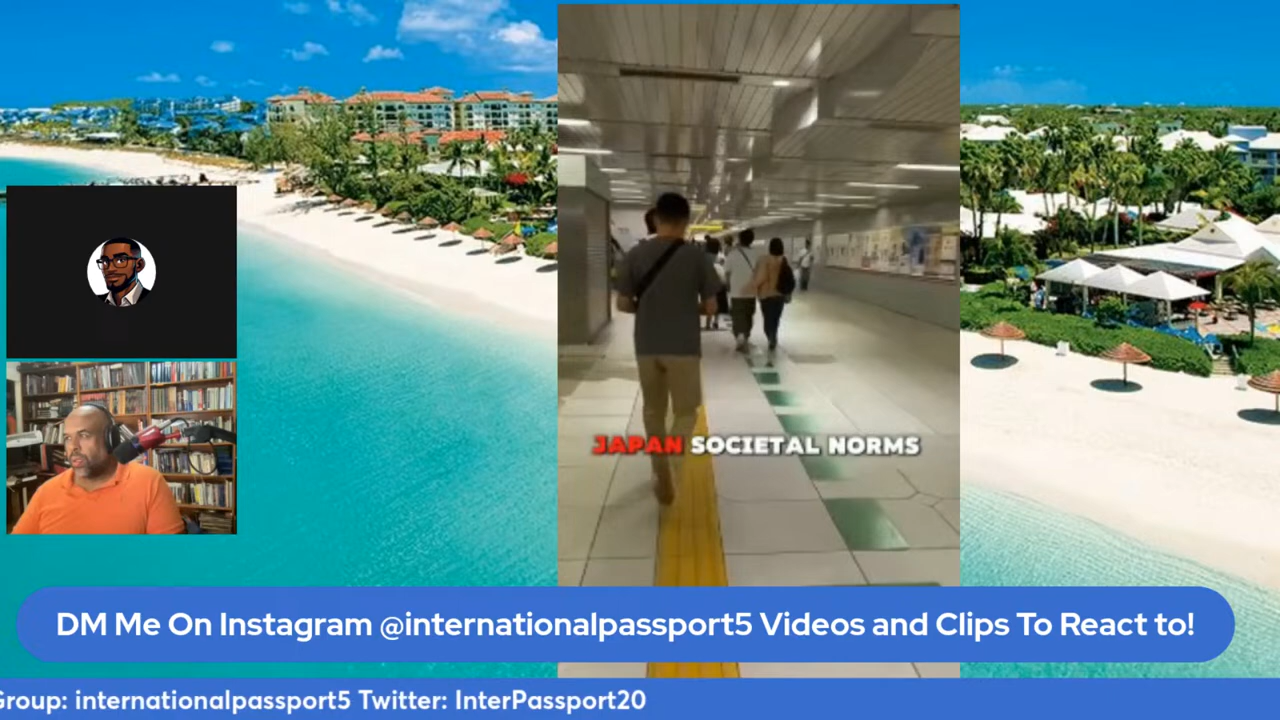 JAPAN SOCIETAL NORMS
DM Me On Instagram @internationalpassport5 Videos and Clips To React to!
Group: internationalpassport5 Twitter: InterPassport20